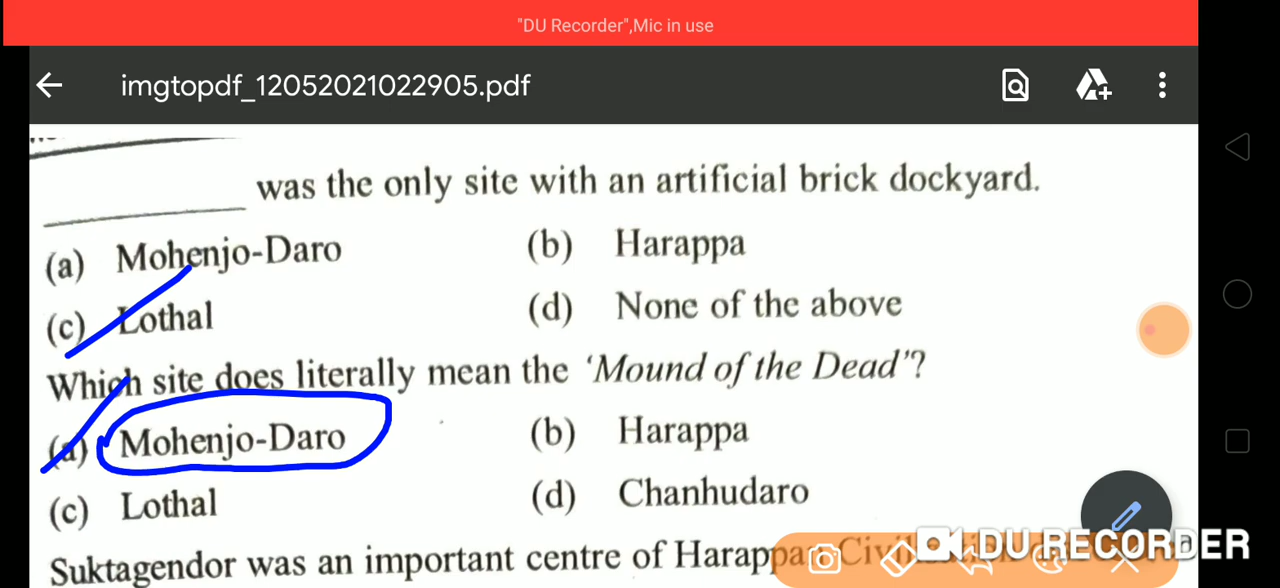 "DU Recorder",Mic in use
imgtopdf_12052021022905.pdf
was the only site with an artificial brick dockyard.
(a) Mohenjo-Daro (b) Harappa
(c) Lothal (d) None of the above
Which site does literally mean the 'Mound of the Dead'?
(a) Mohenjo-Daro (b) Harappa
(c) Lothal (d) Chanhudaro
Suktagendor was an important centre of Harappan
DU RECORDER